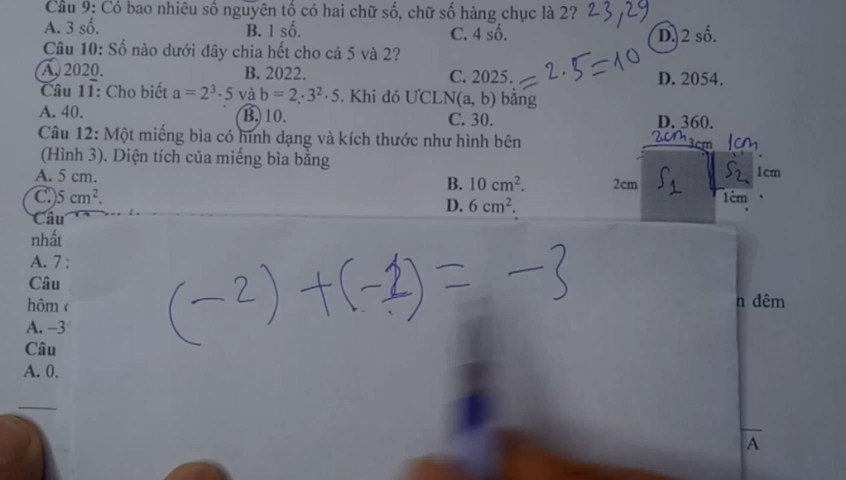 Câu 9: Có bao nhiêu số nguyên tố có hai chữ số, chữ số hàng chục là 2? 23, 29
A. 3 số. B. 1 số. C. 4 số. D. 2 số.
Câu 10: Số nào dưới đây chia hết cho cả 5 và 2?
A. 2020. B. 2022. C. 2025. D. 2054.
= 2.5=10
Câu 11: Cho biết a = 2³·5 và b = 2·3²·5. Khi đó ƯCLN(a, b) bằng
A. 40. B. 10. C. 30. D. 360.
Câu 12: Một miếng bìa có hình dạng và kích thước như hình bên
(Hình 3). Diện tích của miếng bìa bằng
A. 5 cm. B. 10 cm².
C. 5 cm². D. 6 cm².
2cm 3cm 1cm
2cm S1 S2 1cm
1cm
Câu
nhất
A. 7
Câu
hôm
n đêm
A. –3
Câu
A. 0.
(-2) + (-1) = -3
A